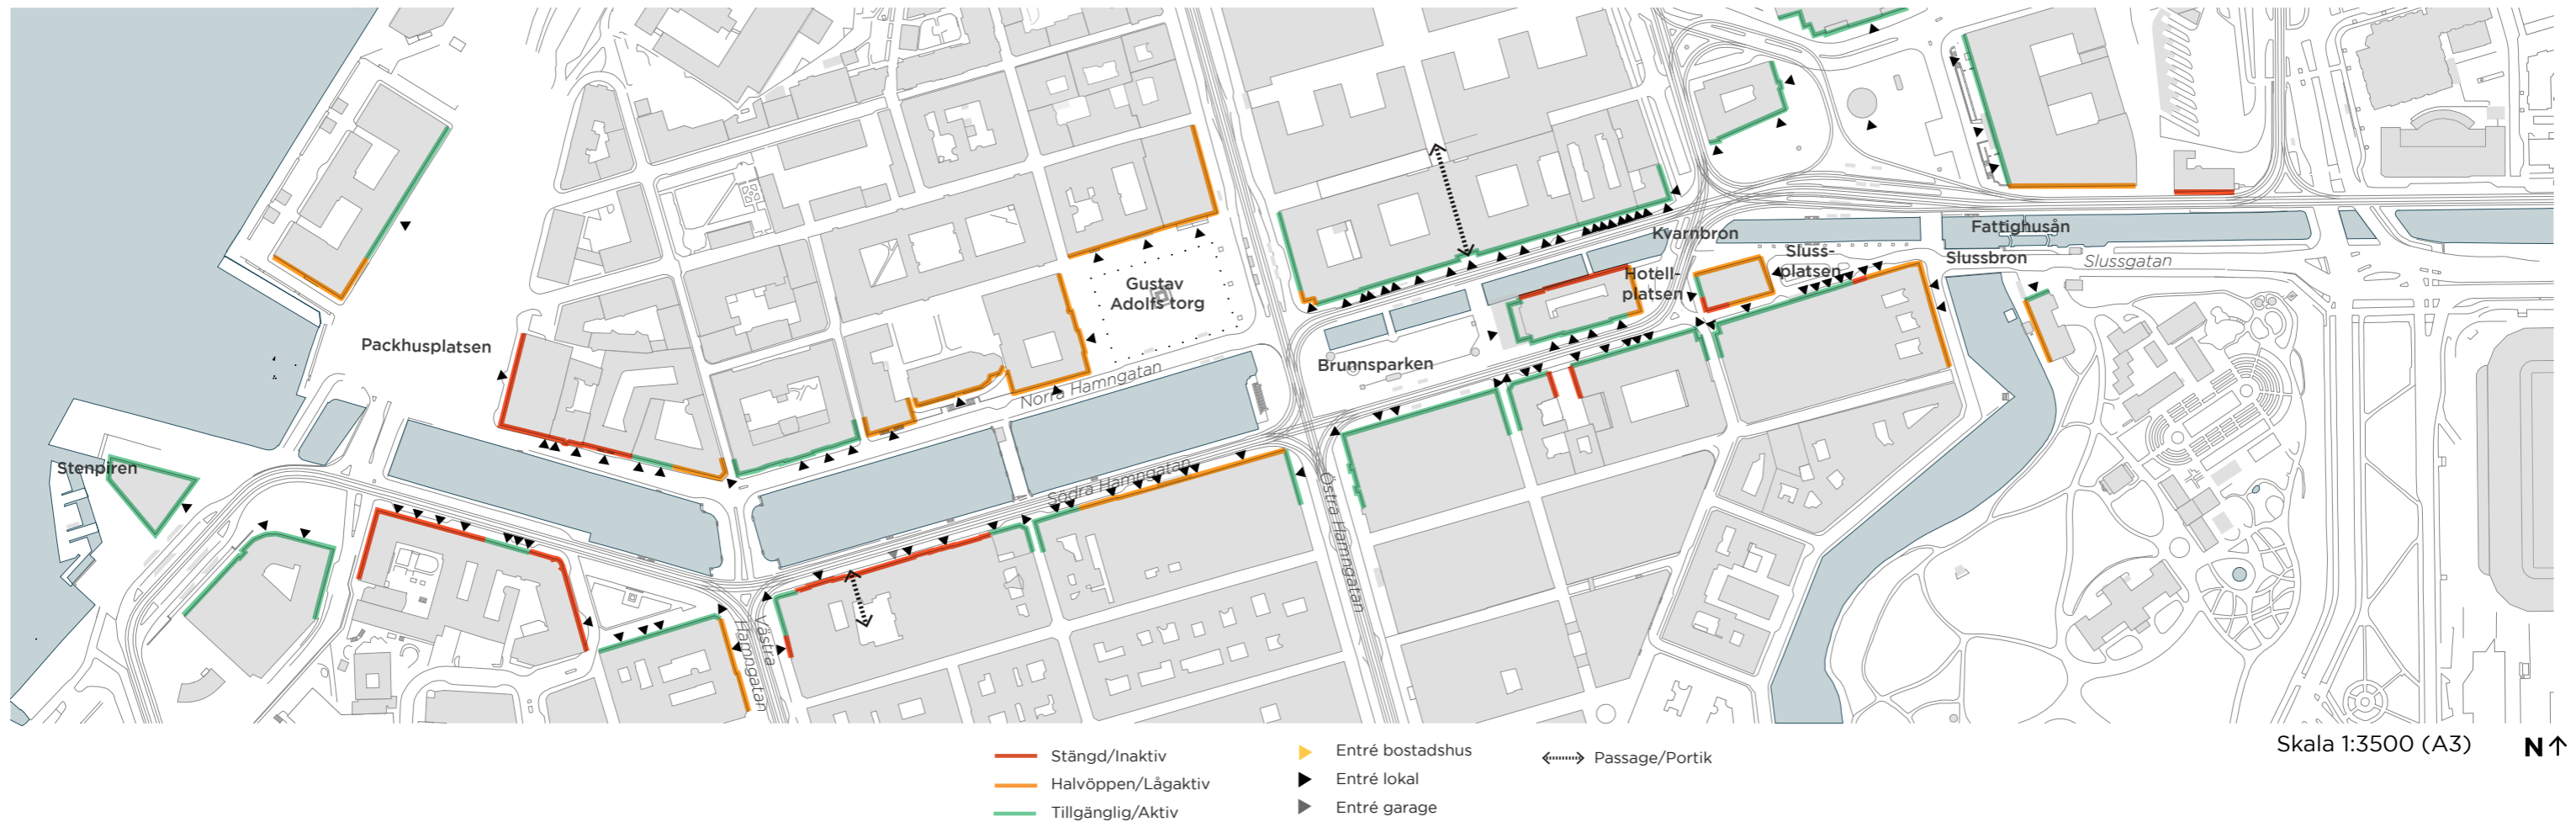 Kvarnbron
Fattighusån
Sluss-
platsen
Slussbron
Slussgatan
Hotell-
platsen
Gustav
Adolfs torg
Packhusplatsen
Brunnsparken
Norra Hamngatan
Stenpiren
Södra Hamngatan
Östra Hamngatan
Västra
Hamngatan
Skala 1:3500 (A3)
N
Stängd/Inaktiv
Halvöppen/Lågaktiv
Tillgänglig/Aktiv
Entré bostadshus
Entré lokal
Entré garage
Passage/Portik